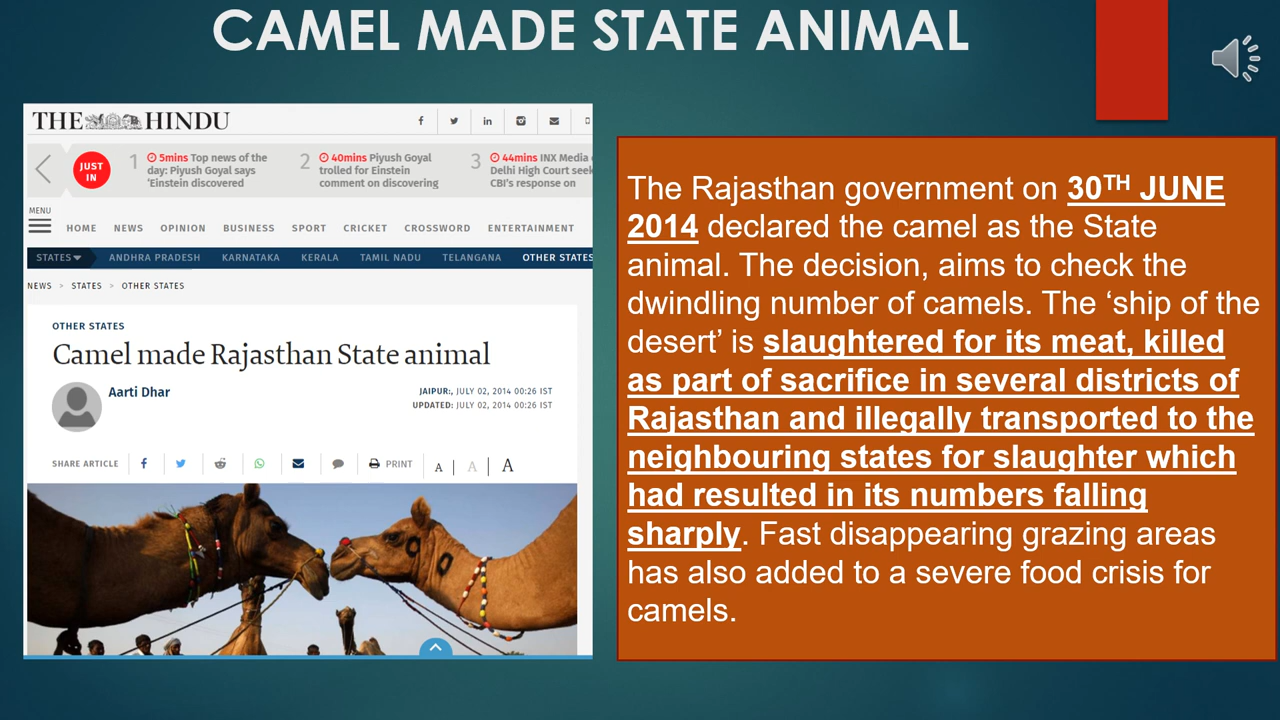 CAMEL MADE STATE ANIMAL
THE HINDU
JUST
IN
1 5mins Top news of the
day: Piyush Goyal says
'Einstein discovered
2 40mins Piyush Goyal
trolled for Einstein
comment on discovering
3 44mins INX Media
Delhi High Court seek
CBI's response on
MENU
HOME NEWS OPINION BUSINESS SPORT CRICKET CROSSWORD ENTERTAINMENT
STATES ANDHRA PRADESH KARNATAKA KERALA TAMIL NADU TELANGANA OTHER STATES
NEWS > STATES > OTHER STATES
OTHER STATES
Camel made Rajasthan State animal
Aarti Dhar
JAIPUR:, JULY 02, 2014 00:26 IST
UPDATED: JULY 02, 2014 00:26 IST
SHARE ARTICLE PRINT A | A | A
The Rajasthan government on 30TH JUNE
2014 declared the camel as the State
animal. The decision, aims to check the
dwindling number of camels. The ‘ship of the
desert’ is slaughtered for its meat, killed
as part of sacrifice in several districts of
Rajasthan and illegally transported to the
neighbouring states for slaughter which
had resulted in its numbers falling
sharply. Fast disappearing grazing areas
has also added to a severe food crisis for
camels.